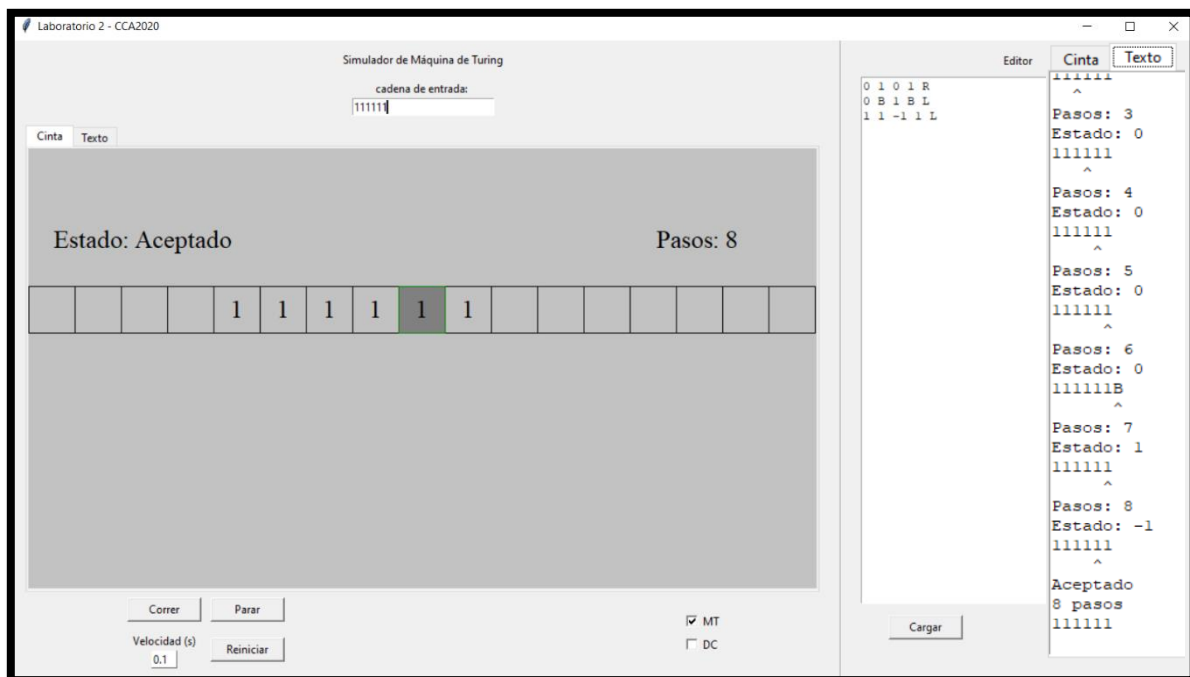 Laboratorio 2 - CCA2020
Simulador de Máquina de Turing
cadena de entrada:
111111
Cinta Texto
Estado: Aceptado Pasos: 8
1 1 1 1 1 1
Correr Parar
Velocidad (s)
0.1
Reiniciar
MT
DC
Editor
0 1 0 1 R
0 B 1 B L
1 1 -1 1 L
Cargar
Cinta Texto
111111
^
Pasos: 3
Estado: 0
111111
^
Pasos: 4
Estado: 0
111111
^
Pasos: 5
Estado: 0
111111
^
Pasos: 6
Estado: 0
111111B
^
Pasos: 7
Estado: 1
111111
^
Pasos: 8
Estado: -1
111111
^
Aceptado
8 pasos
111111